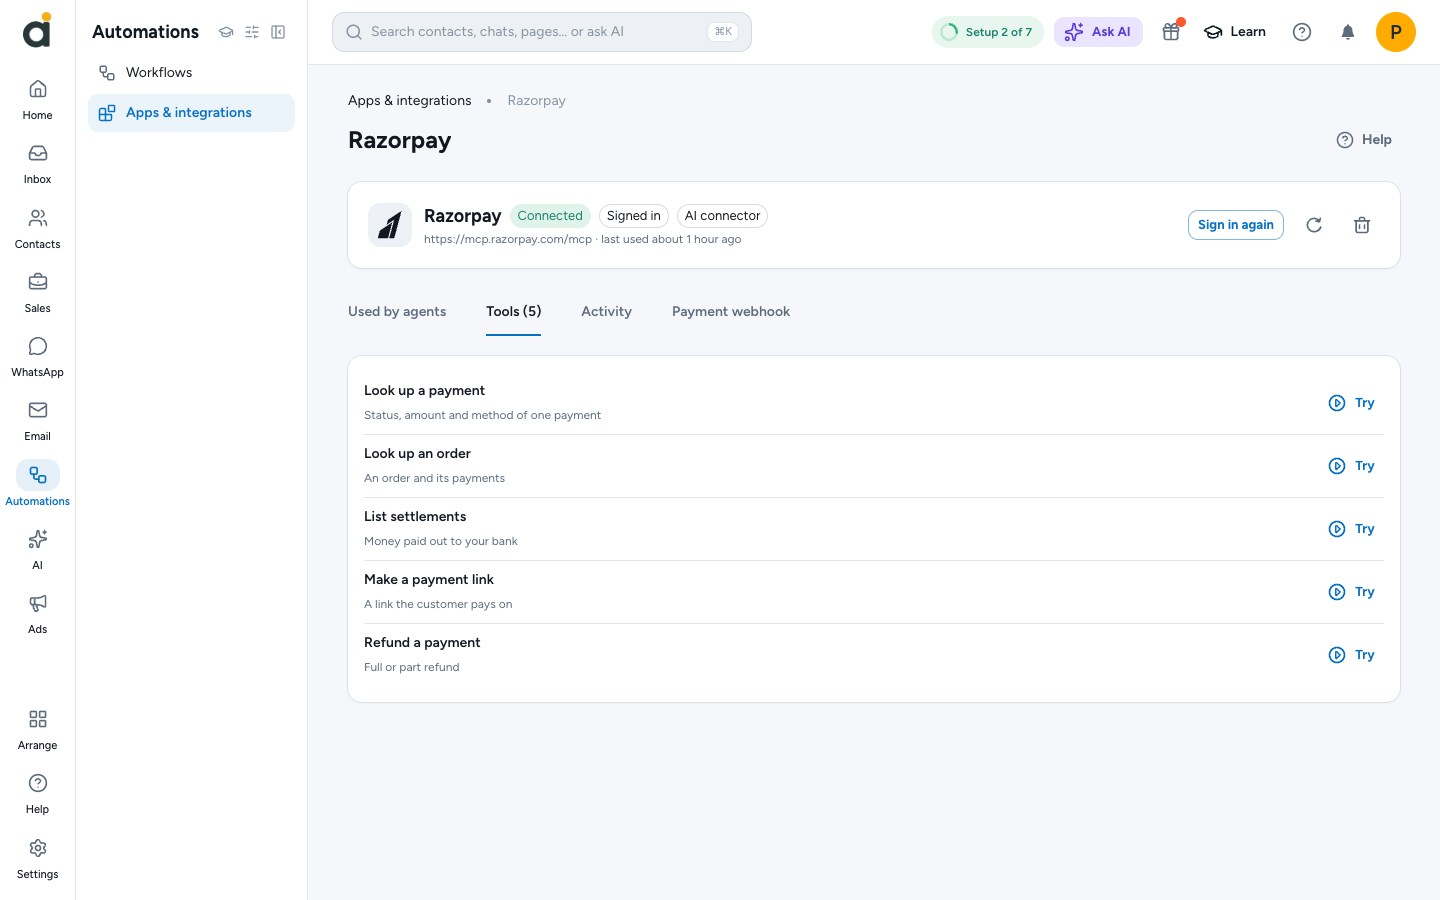 Automations
Search contacts, chats, pages... or ask AI
⌘K
Setup 2 of 7
Ask AI
Learn
P
Home
Inbox
Contacts
Sales
WhatsApp
Email
Automations
AI
Ads
Arrange
Help
Settings
Workflows
Apps & integrations
Apps & integrations • Razorpay
Razorpay
Help
Razorpay Connected Signed in AI connector
https://mcp.razorpay.com/mcp · last used about 1 hour ago
Sign in again
Used by agents
Tools (5)
Activity
Payment webhook
Look up a payment
Status, amount and method of one payment
Try
Look up an order
An order and its payments
Try
List settlements
Money paid out to your bank
Try
Make a payment link
A link the customer pays on
Try
Refund a payment
Full or part refund
Try